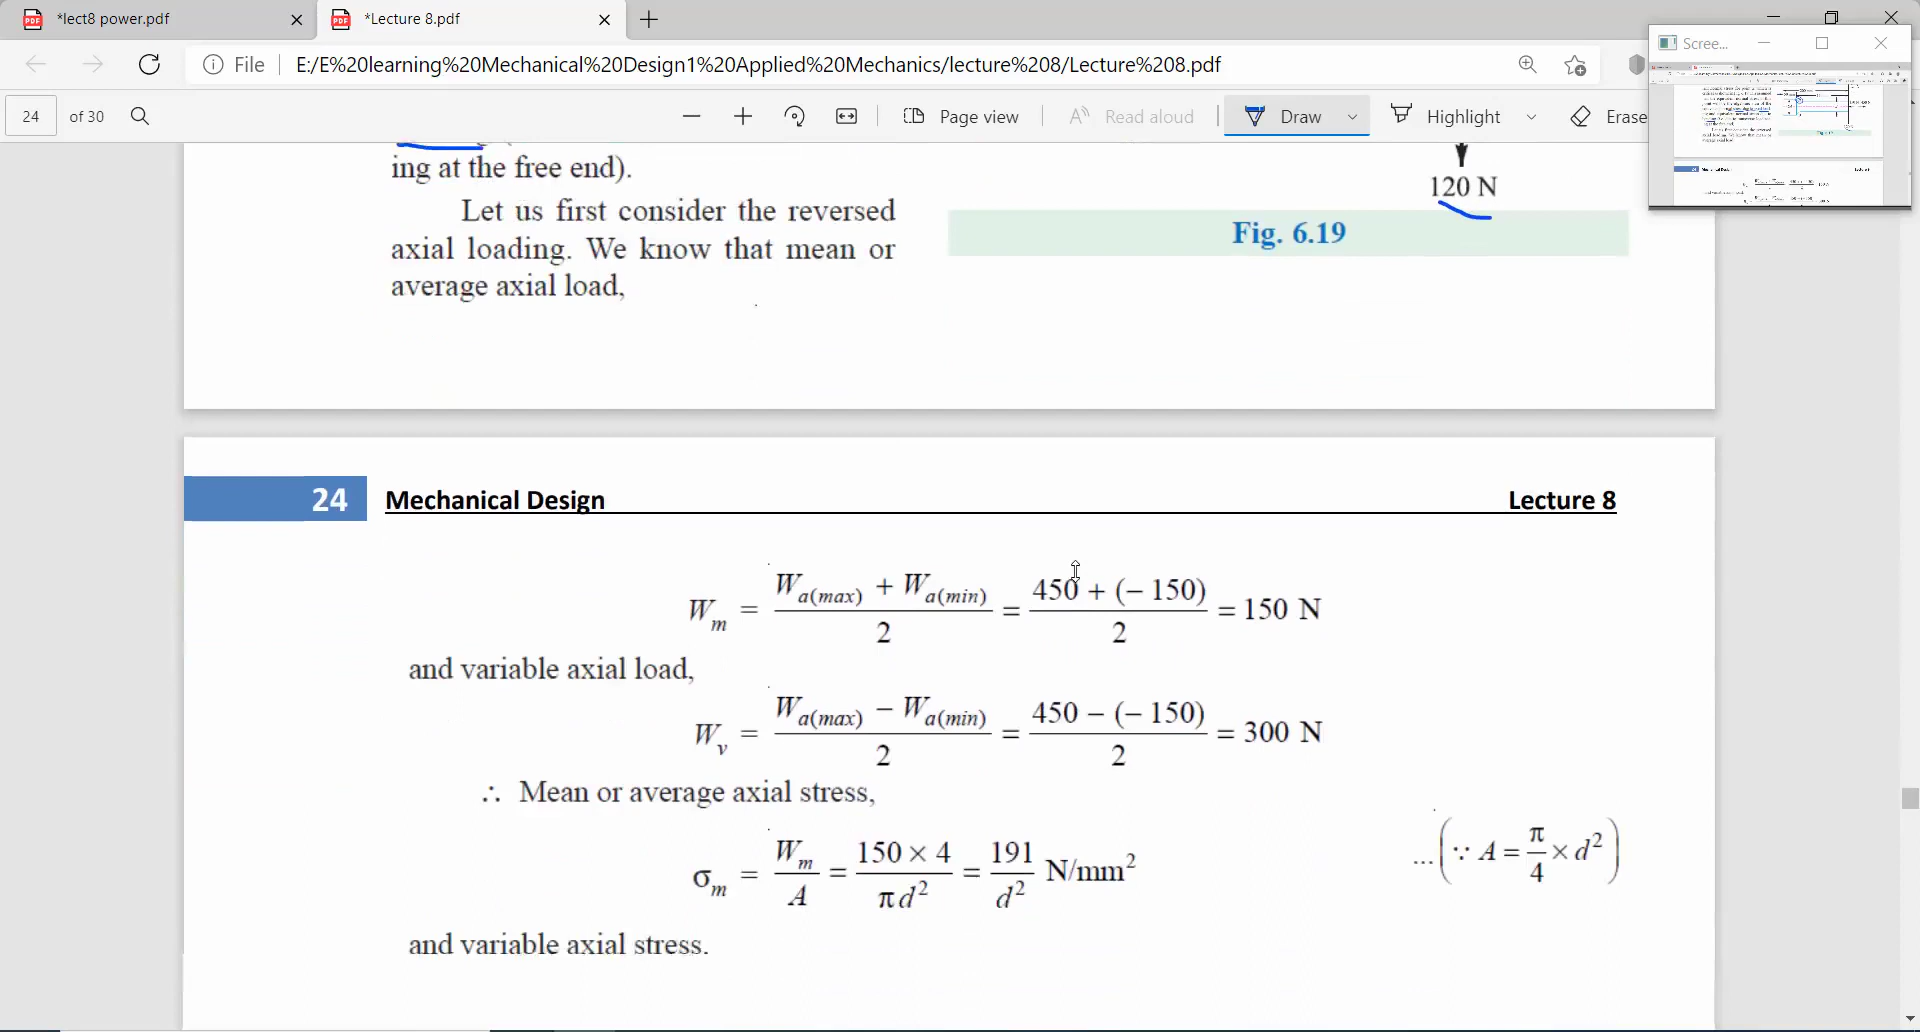 *lect8 power.pdf
*Lecture 8.pdf
Scree...
File
E:/E%20learning%20Mechanical%20Design1%20Applied%20Mechanics/lecture%208/Lecture%208.pdf
24 of 30
Page view
Read aloud
Draw
Highlight
Erase
ing at the free end).
120 N
Let us first consider the reversed
axial loading. We know that mean or
average axial load,
Fig. 6.19
24 Mechanical Design Lecture 8
W_m = (W_a(max) + W_a(min))/2 = (450 + (– 150))/2 = 150 N
and variable axial load,
W_v = (W_a(max) − W_a(min))/2 = (450 − (– 150))/2 = 300 N
∴ Mean or average axial stress,
σ_m = W_m/A = (150 × 4)/(π d²) = 191/d² N/mm² ...(∵ A = π/4 × d²)
and variable axial stress.